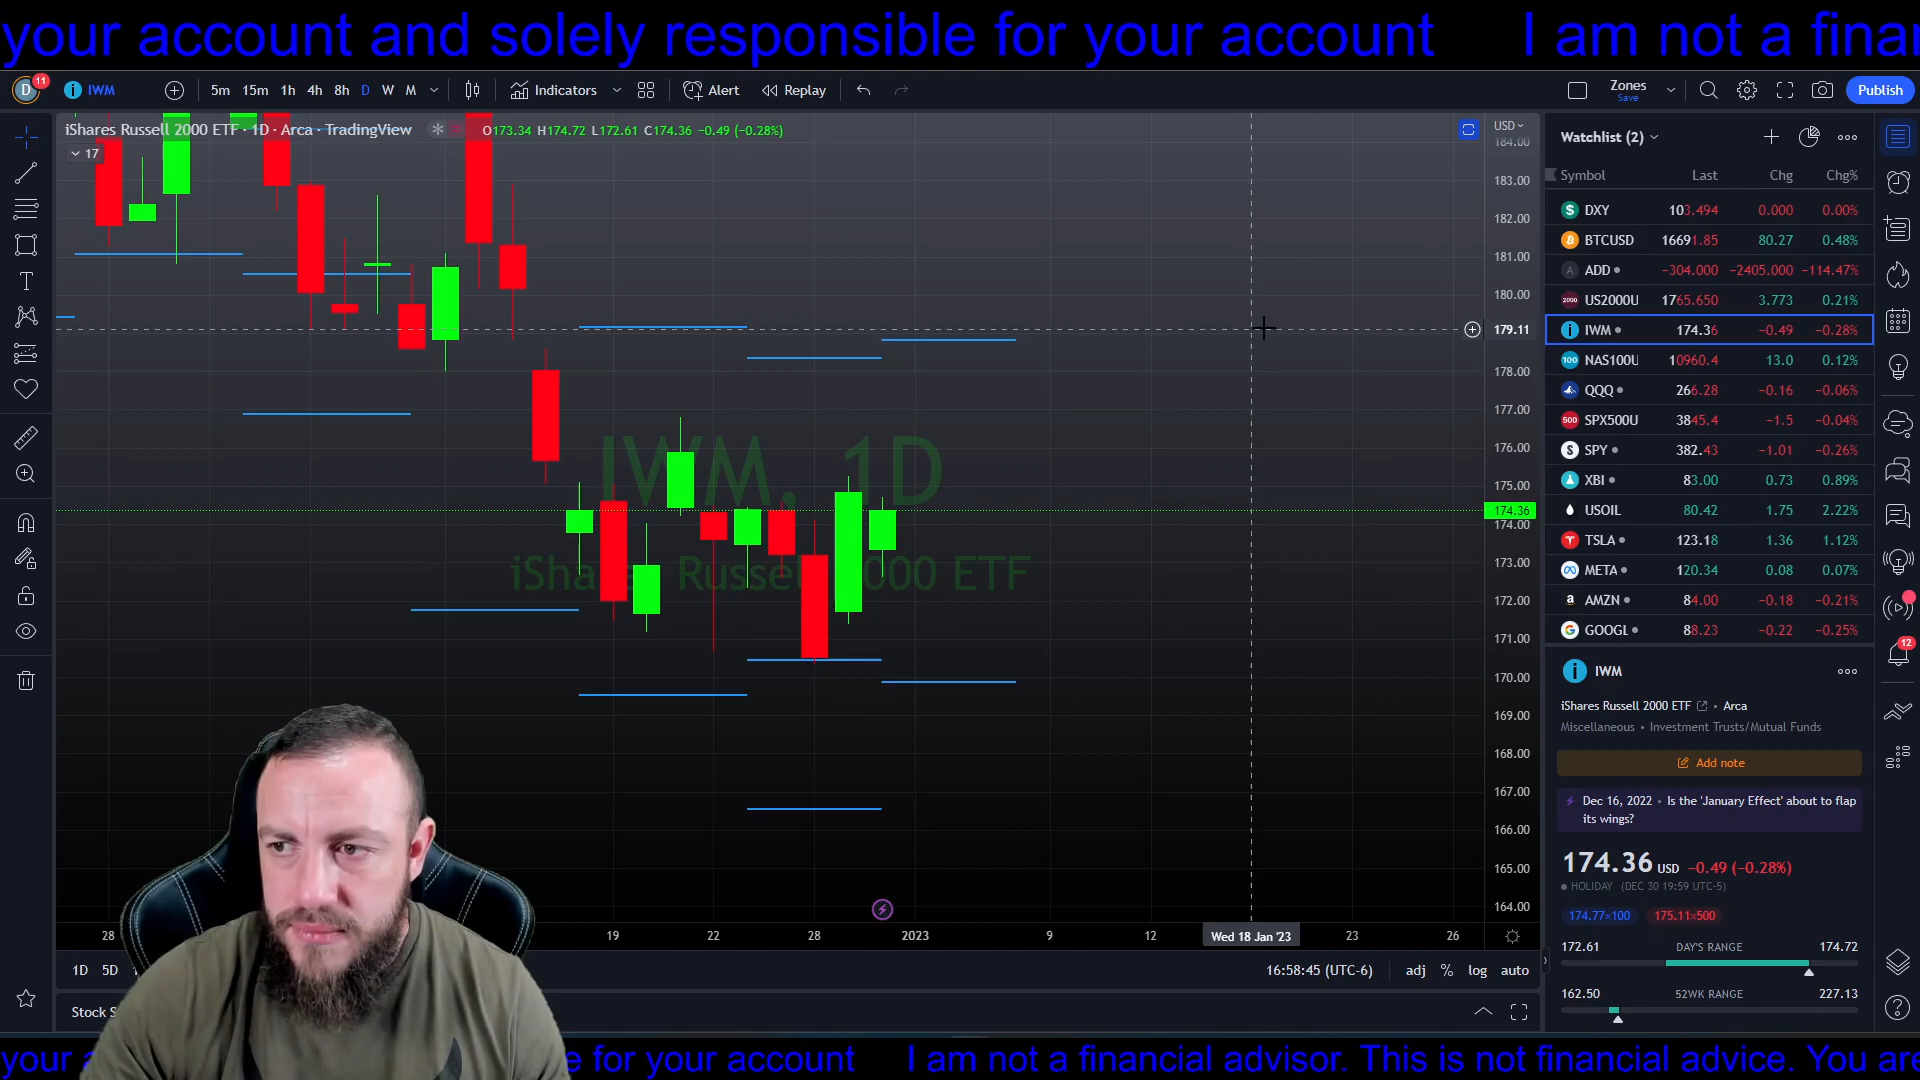 your account and solely responsible for your account I am not a finan
D 11 IWM 5m 15m 1h 4h 8h D W M Indicators Alert Replay Zones Save Publish
iShares Russell 2000 ETF · 1D · Arca · TradingView O173.34 H174.72 L172.61 C174.36 −0.49 (−0.28%)
17
USD
184.00
183.00
182.00
181.00
180.00
179.11
178.00
177.00
176.00
175.00
174.36
174.00
173.00
172.00
171.00
170.00
169.00
168.00
167.00
166.00
165.00
164.00
IWM, 1D
iShares Russell 2000 ETF
28 19 22 28 2023 9 12 Wed 18 Jan '23 23 26
1D 5D 16:58:45 (UTC-6) adj % log auto
Stock S
Watchlist (2)
Symbol Last Chg Chg%
DXY 103.494 0.000 0.00%
BTCUSD 16691.85 80.27 0.48%
ADD −304.000 −2405.000 −114.47%
US2000U 1765.650 3.773 0.21%
IWM 174.36 −0.49 −0.28%
NAS100U 10960.4 13.0 0.12%
QQQ 266.28 −0.16 −0.06%
SPX500U 3845.4 −1.5 −0.04%
SPY 382.43 −1.01 −0.26%
XBI 83.00 0.73 0.89%
USOIL 80.42 1.75 2.22%
TSLA 123.18 1.36 1.12%
META 120.34 0.08 0.07%
AMZN 84.00 −0.18 −0.21%
GOOGL 88.23 −0.22 −0.25%
12
IWM
iShares Russell 2000 ETF • Arca
Miscellaneous • Investment Trusts/Mutual Funds
Add note
Dec 16, 2022 • Is the 'January Effect' about to flap
its wings?
174.36 USD −0.49 (−0.28%)
HOLIDAY (DEC 30 19:59 UTC-5)
174.77×100 175.11×500
172.61 DAY'S RANGE 174.72
162.50 52WK RANGE 227.13
your a e for your account I am not a financial advisor. This is not financial advice. You are